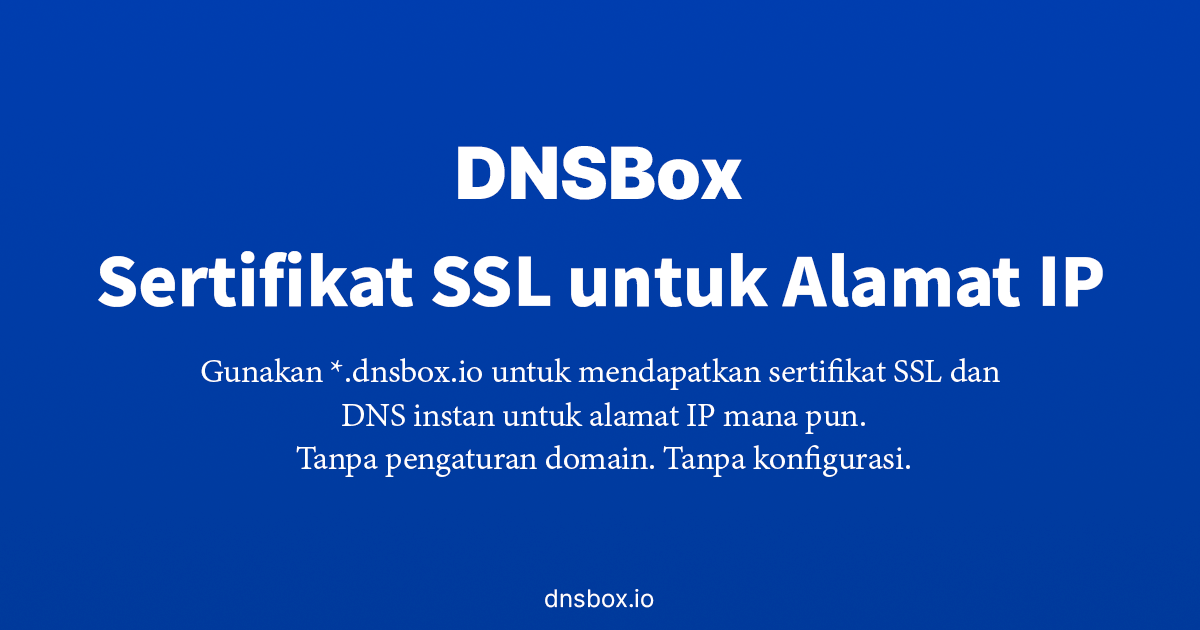 DNSBox
Sertifikat SSL untuk Alamat IP
Gunakan *.dnsbox.io untuk mendapatkan sertifikat SSL dan
DNS instan untuk alamat IP mana pun.
Tanpa pengaturan domain. Tanpa konfigurasi.
dnsbox.io